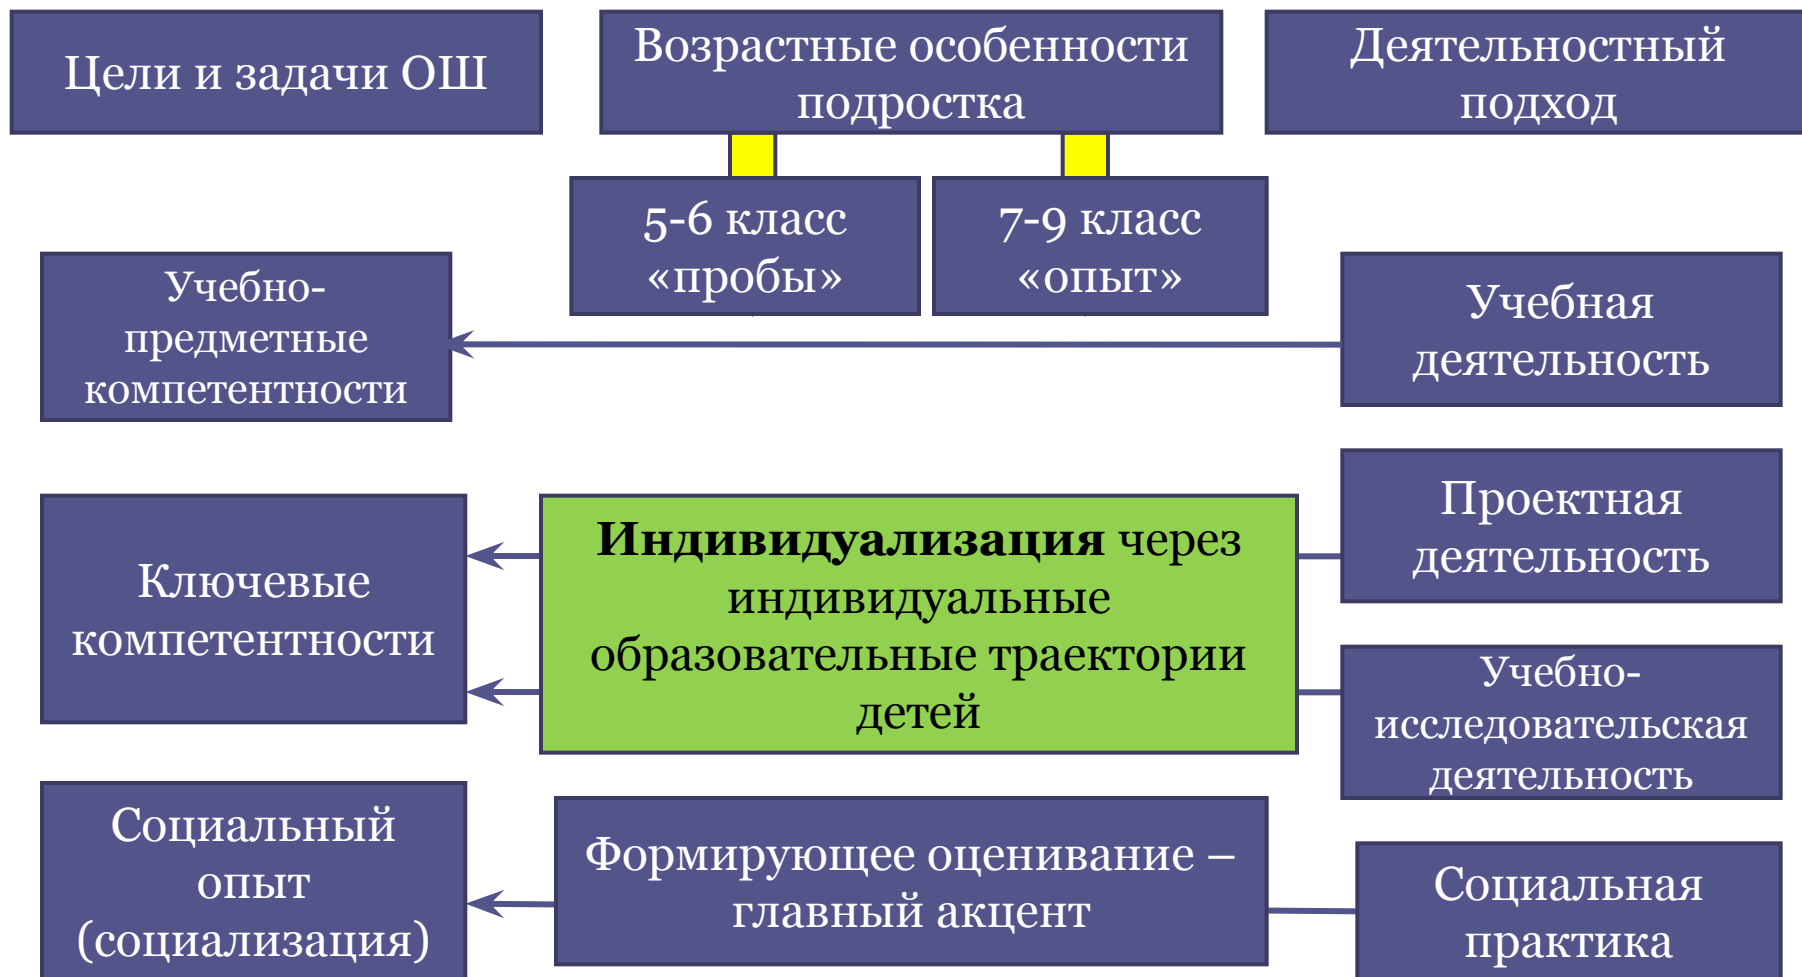 Цели и задачи ОШ
Возрастные особенности
подростка
Деятельностный
подход
5-6 класс
«пробы»
7-9 класс
«опыт»
Учебно-
предметные
компетентности
Учебная
деятельность
Ключевые
компетентности
Индивидуализация через
индивидуальные
образовательные траектории
детей
Проектная
деятельность
Учебно-
исследовательская
деятельность
Социальный
опыт
(социализация)
Формирующее оценивание –
главный акцент
Социальная
практика